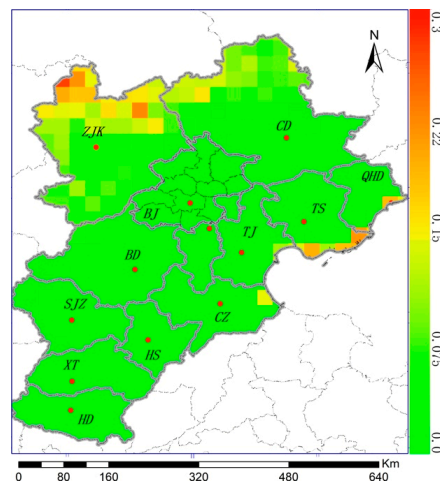 N
0.3
CD
ZJK
0.22
QHD
BJ
TS
TJ
0.15
BD
SJZ
CZ
HS
0.075
XT
HD
0.0
Km
0 80 160 320 480 640